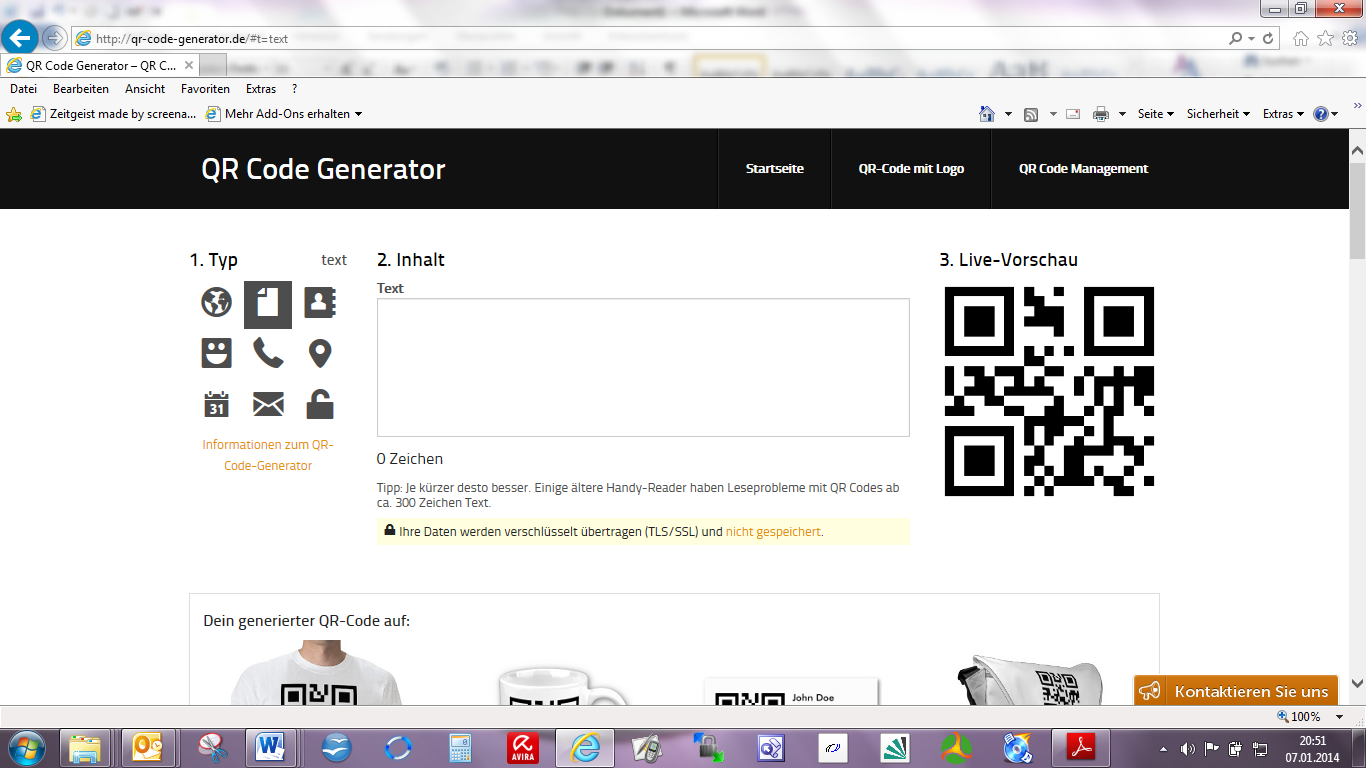 http://qr-code-generator.de/#t=text
QR Code Generator – QR C...
Datei Bearbeiten Ansicht Favoriten Extras ?
Zeitgeist made by screena... Mehr Add-Ons erhalten
Seite Sicherheit Extras
QR Code Generator
Startseite QR-Code mit Logo QR Code Management
1. Typ text 2. Inhalt 3. Live-Vorschau
Text
31
Informationen zum QR-
Code-Generator
0 Zeichen
Tipp: Je kürzer desto besser. Einige ältere Handy-Reader haben Leseprobleme mit QR Codes ab
ca. 300 Zeichen Text.
Ihre Daten werden verschlüsselt übertragen (TLS/SSL) und nicht gespeichert.
Dein generierter QR-Code auf:
John Doe
Kontaktieren Sie uns
100%
AVIRA
20:51
07.01.2014